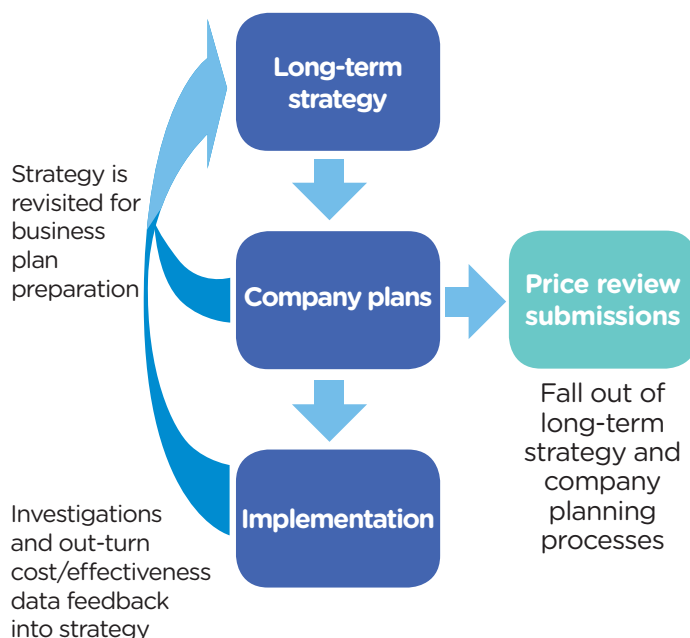 Long-term
strategy
Strategy is
revisited for
business
plan
preparation
Company plans
Price review
submissions
Fall out of
long-term
strategy and
company
planning
processes
Implementation
Investigations
and out-turn
cost/effectiveness
data feedback
into strategy